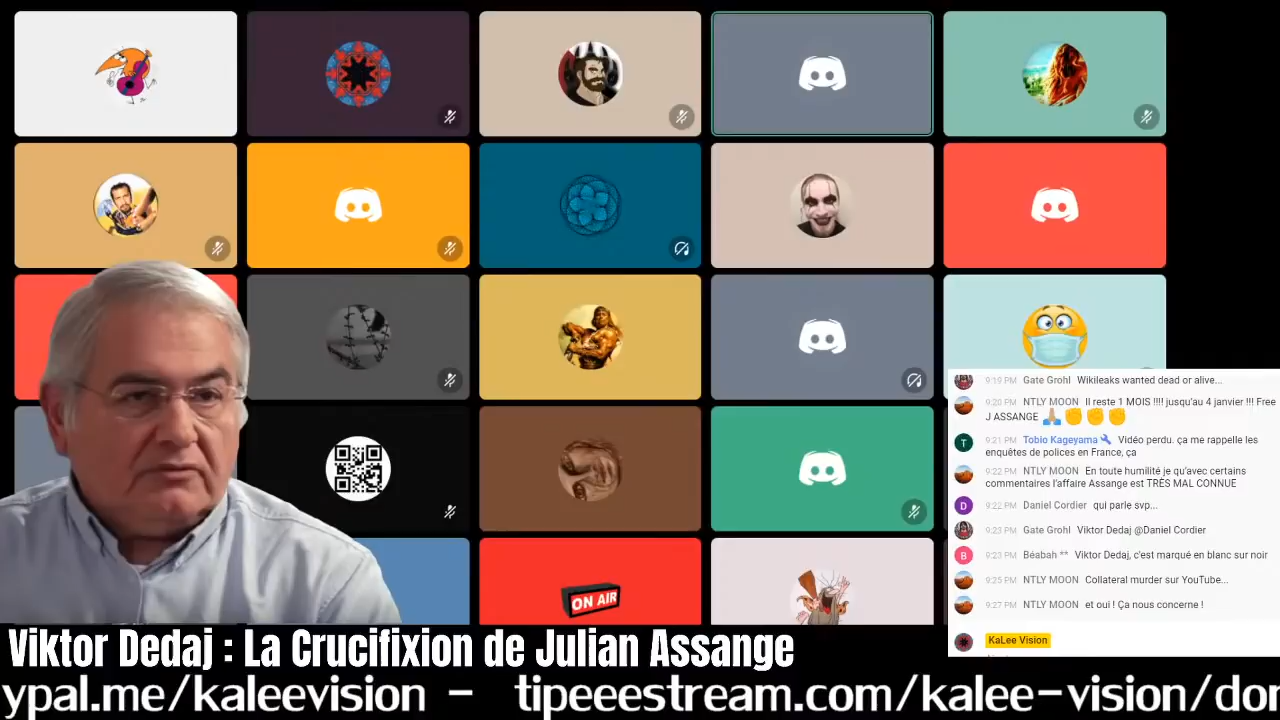 9:19 PM Gate Grohl Wikileaks wanted dead or alive...
9:20 PM NTLY MOON Il reste 1 MOIS !!!! jusqu'au 4 janvier !!! Free
J ASSANGE
T 9:21 PM Tobio Kageyama Vidéo perdu. ça me rappelle les
enquêtes de polices en France, ça
9:22 PM NTLY MOON En toute humilité je qu'avec certains
commentaires l'affaire Assange est TRÈS MAL CONNUE
D 9:22 PM Daniel Cordier qui parle svp...
9:23 PM Gate Grohl Viktor Dedaj @Daniel Cordier
B 9:23 PM Béabah ** Viktor Dedaj, c'est marqué en blanc sur noir
9:25 PM NTLY MOON Collateral murder sur YouTube...
9:27 PM NTLY MOON et oui ! Ça nous concerne !
KaLee Vision
ON AIR
Viktor Dedaj : La Crucifixion de Julian Assange
ypal.me/kaleevision - tipeeestream.com/kalee-vision/don